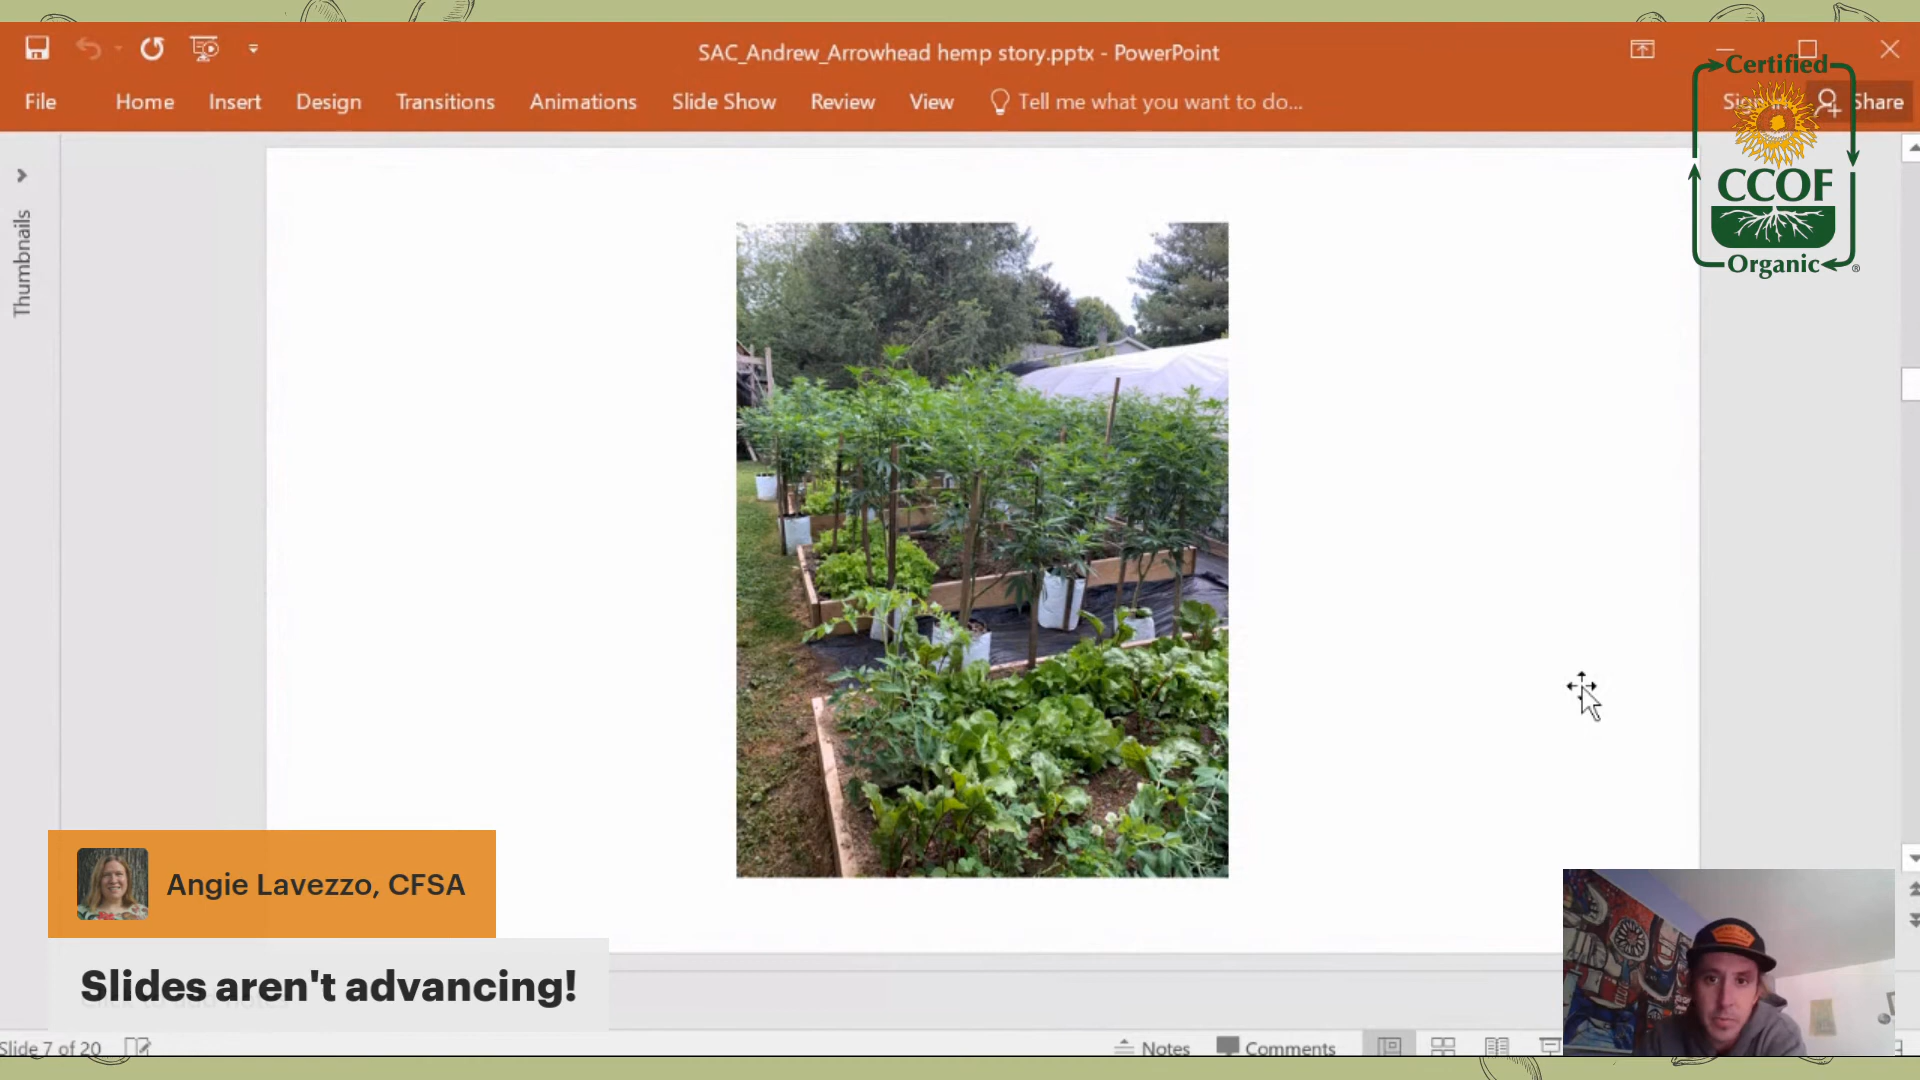 SAC_Andrew_Arrowhead hemp story.pptx - PowerPoint
File Home Insert Design Transitions Animations Slide Show Review View Tell me what you want to do... Share
Certified
CCOF
Organic
®
Thumbnails
Angie Lavezzo, CFSA
Slides aren't advancing!
Slide 7 of 20 Notes Comments